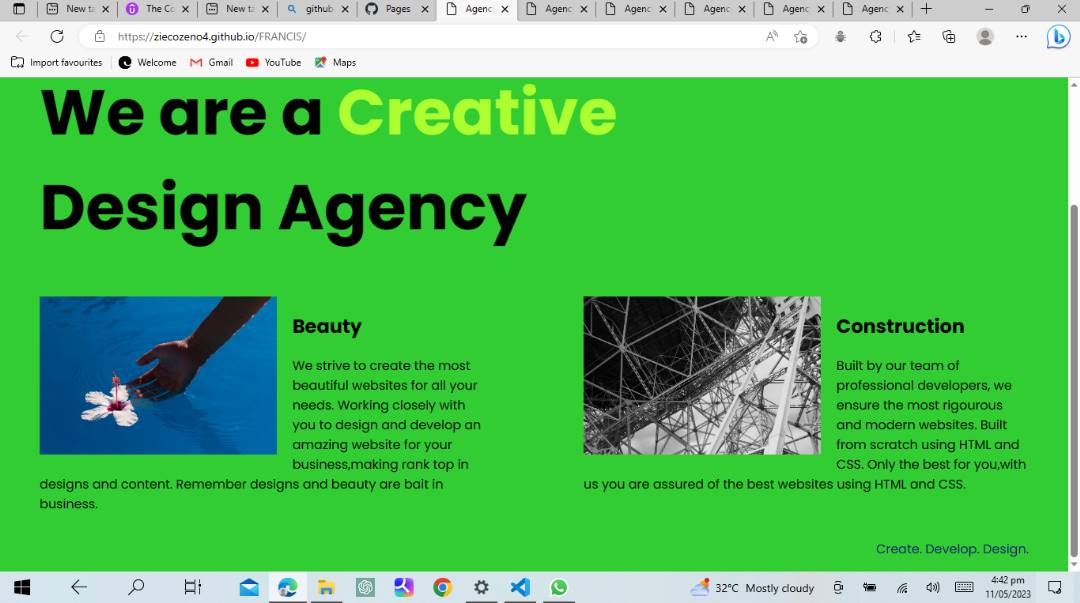 New ta
The Co
New ta
github
Pages
Agenc
Agenc
Agenc
Agenc
Agenc
Agenc
https://ziecozeno4.github.io/FRANCIS/
Import favourites
Welcome
Gmail
YouTube
Maps
We are a Creative
Design Agency
Beauty
We strive to create the most
beautiful websites for all your
needs. Working closely with
you to design and develop an
amazing website for your
business,making rank top in
designs and content. Remember designs and beauty are bait in
business.
Construction
Built by our team of
professional developers, we
ensure the most rigourous
and modern websites. Built
from scratch using HTML and
CSS. Only the best for you,with
us you are assured of the best websites using HTML and CSS.
Create. Develop. Design.
32°C Mostly cloudy
4:42 pm
11/05/2023